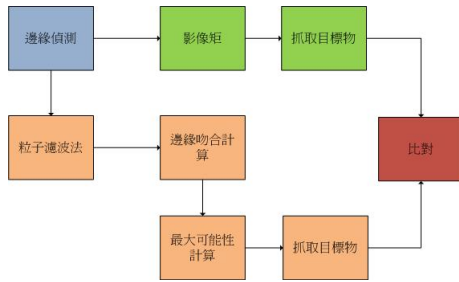 邊緣偵測
影像矩
抓取目標物
粒子濾波法
邊緣吻合計
算
比對
最大可能性
計算
抓取目標物